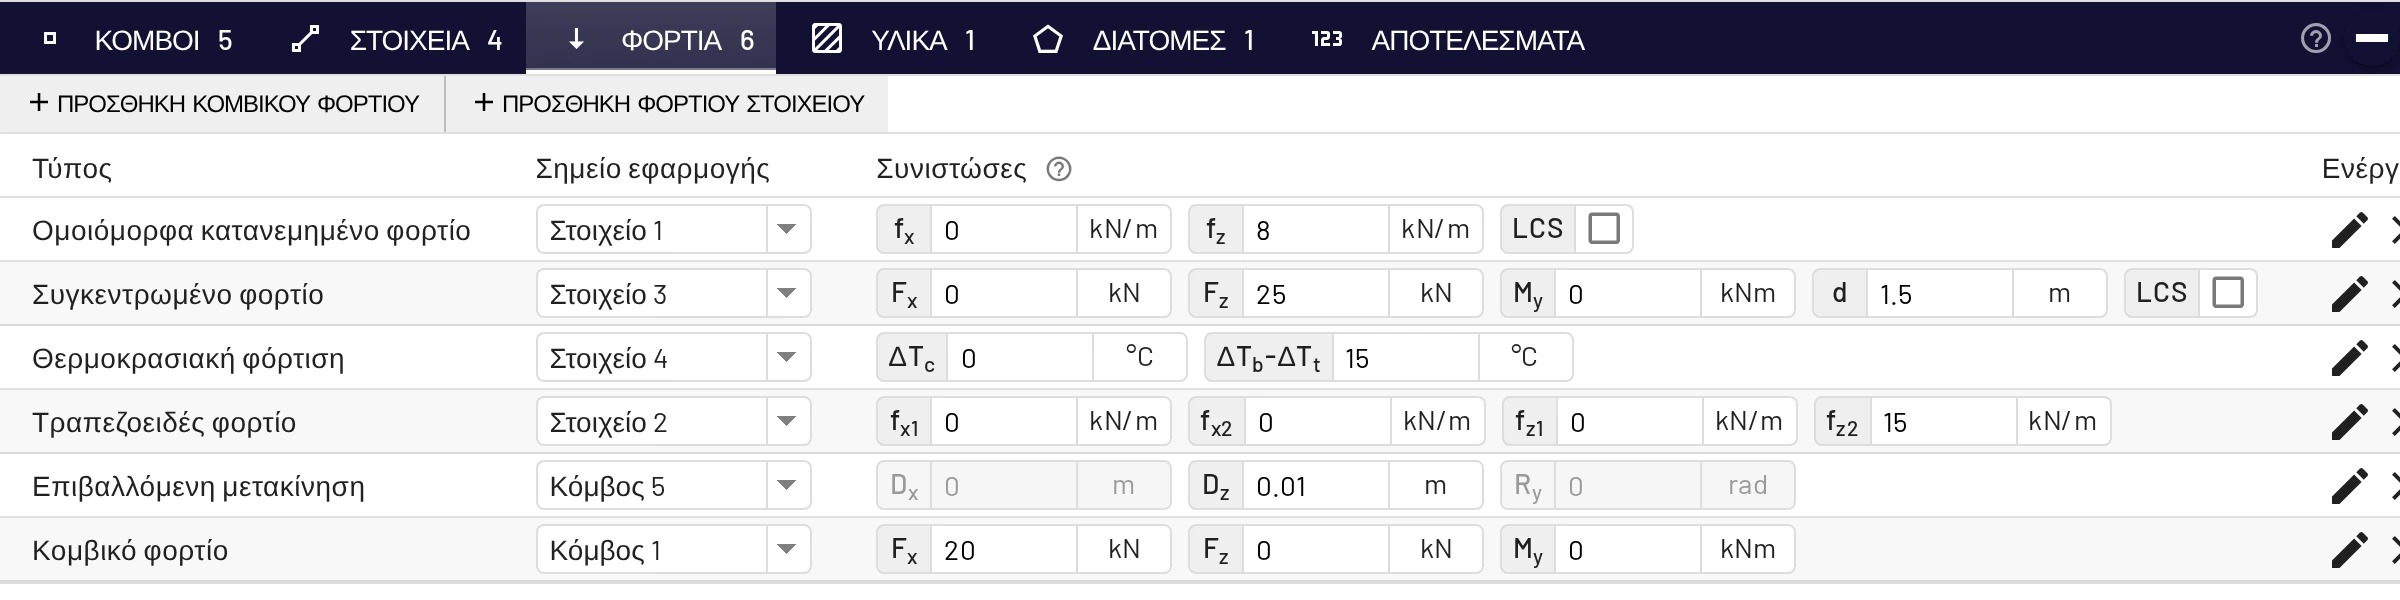 ΚΟΜΒΟΙ 5 ΣΤΟΙΧΕΙΑ 4 ΦΟΡΤΙΑ 6 ΥΛΙΚΑ 1 ΔΙΑΤΟΜΕΣ 1 123 ΑΠΟΤΕΛΕΣΜΑΤΑ ?
+ ΠΡΟΣΘΗΚΗ ΚΟΜΒΙΚΟΥ ΦΟΡΤΙΟΥ + ΠΡΟΣΘΗΚΗ ΦΟΡΤΙΟΥ ΣΤΟΙΧΕΙΟΥ
Τύπος Σημείο εφαρμογής Συνιστώσες ? Ενέργ
Ομοιόμορφα κατανεμημένο φορτίο Στοιχείο 1 fx 0 kN/m fz 8 kN/m LCS
Συγκεντρωμένο φορτίο Στοιχείο 3 Fx 0 kN Fz 25 kN My 0 kNm d 1.5 m LCS
Θερμοκρασιακή φόρτιση Στοιχείο 4 ΔTc 0 °C ΔTb-ΔTt 15 °C
Τραπεζοειδές φορτίο Στοιχείο 2 fx1 0 kN/m fx2 0 kN/m fz1 0 kN/m fz2 15 kN/m
Επιβαλλόμενη μετακίνηση Κόμβος 5 Dx 0 m Dz 0.01 m Ry 0 rad
Κομβικό φορτίο Κόμβος 1 Fx 20 kN Fz 0 kN My 0 kNm